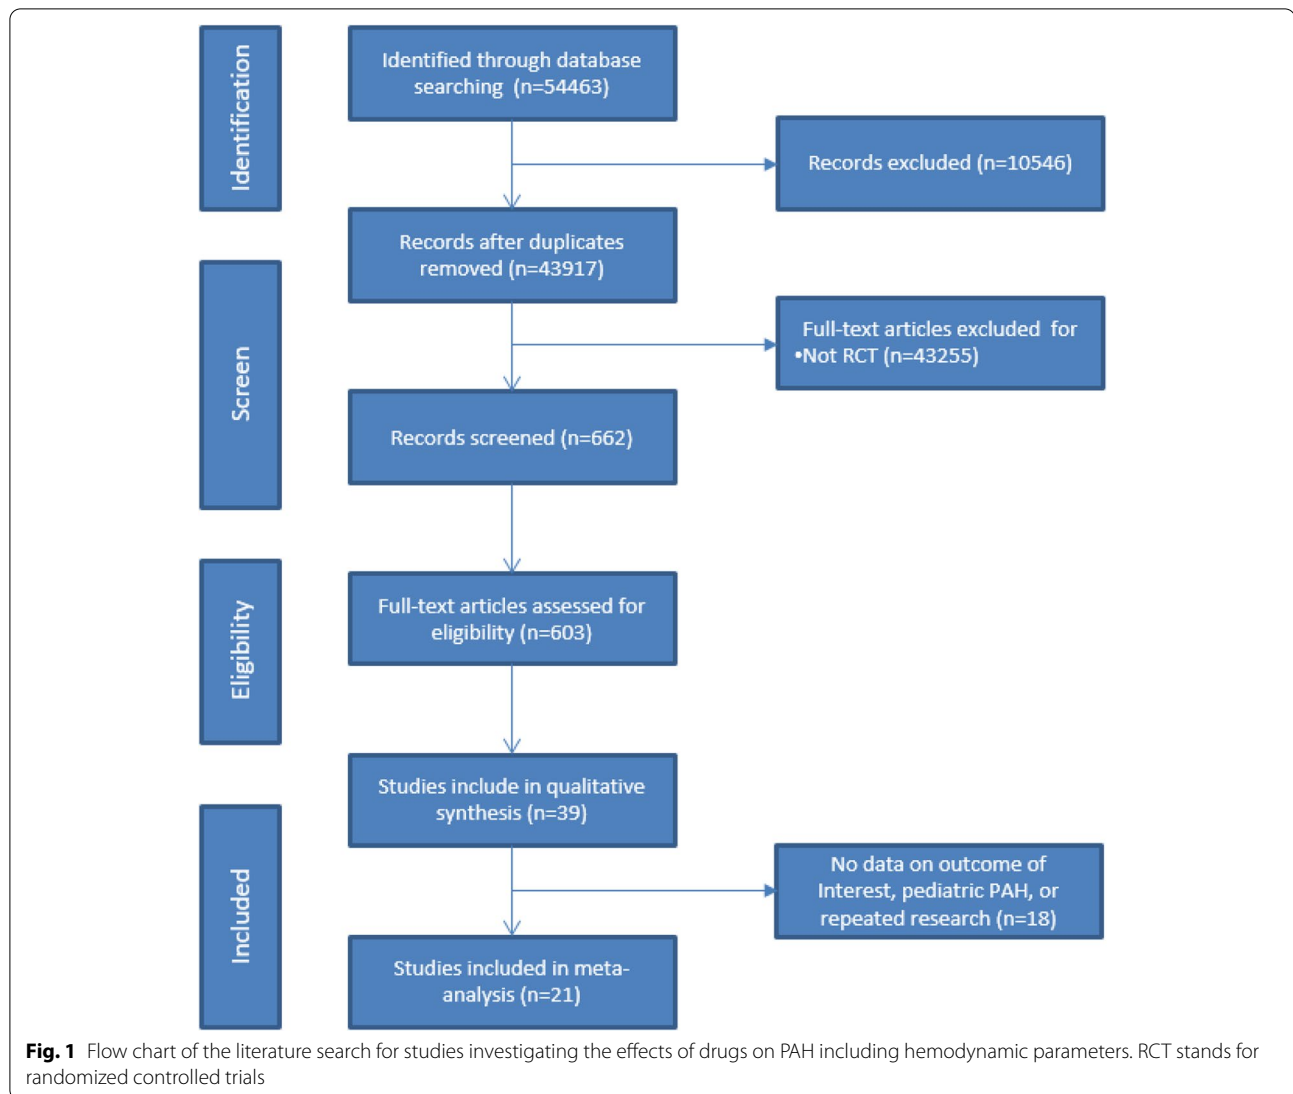 Identification
Identified through database
searching (n=54463)
Records excluded (n=10546)
Records after duplicates
removed (n=43917)
Screen
Full-text articles excluded for
•Not RCT (n=43255)
Records screened (n=662)
Eligibility
Full-text articles assessed for
eligibility (n=603)
Studies include in qualitative
synthesis (n=39)
Included
No data on outcome of
Interest, pediatric PAH, or
repeated research (n=18)
Studies included in meta-
analysis (n=21)
Fig. 1 Flow chart of the literature search for studies investigating the effects of drugs on PAH including hemodynamic parameters. RCT stands for
randomized controlled trials